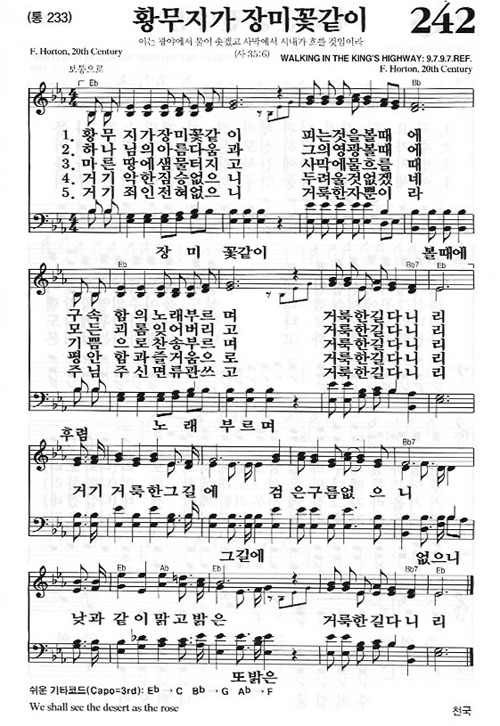 (통 233)
황무지가 장미꽃같이
242
이는 광야에서 물이 솟겠고 사막에서 시내가 흐를 것임이라
(사 35:6)
F. Horton, 20th Century
WALKING IN THE KING'S HIGHWAY: 9.7.9.7.REF.
F. Horton, 20th Century
보통으로
Eb Bb7 Eb
1. 황무 지가장미꽃같 이 피는것을볼때 에
2. 하나 님의아름다움 과 그의영광볼때 에
3. 마른 땅에샘물터지 고 사막에물흐를 때
4. 거기 악한짐승없으 니 두려울것없겠 네
5. 거기 죄인전혀없으 니 거룩한자뿐이 라
장미 꽃같이 볼때에
Eb Bb7 Eb
구속 함의노래부르 며 거룩한길다니 리
모든 괴롬잊어버리 고 거룩한길다니 리
기쁨 으로찬송부르 며 거룩한길다니 리
평안 함과즐거움으 로 거룩한길다니 리
주님 주신면류관쓰 고 거룩한길다니 리
노래 부르며
후렴
Bb7
거기 거룩한그길 에 검은구름없 으 니
그길에 없으니
Eb Ab Eb Bb7 Eb
낮과 같이맑고밝은 거룩한길다니 리
또밝은
쉬운 기타코드(Capo=3rd): Eb → C Bb → G Ab → F
We shall see the desert as the rose
천국